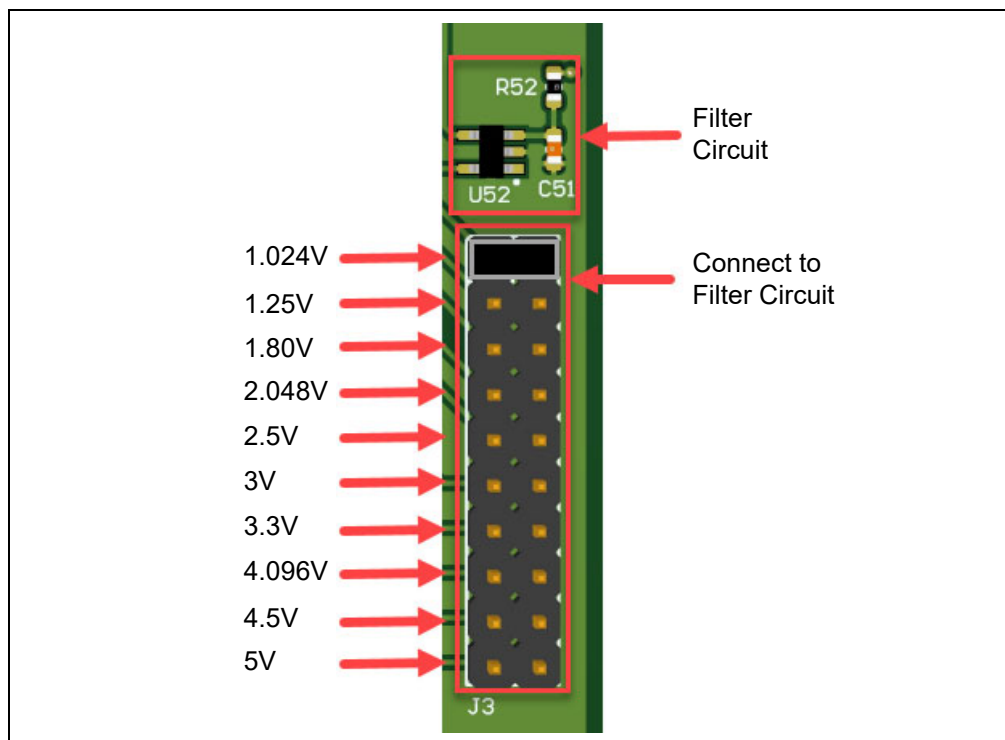 R52
Filter
Circuit
U52
C51
1.024V
Connect to
Filter Circuit
1.25V
1.80V
2.048V
2.5V
3V
3.3V
4.096V
4.5V
5V
J3